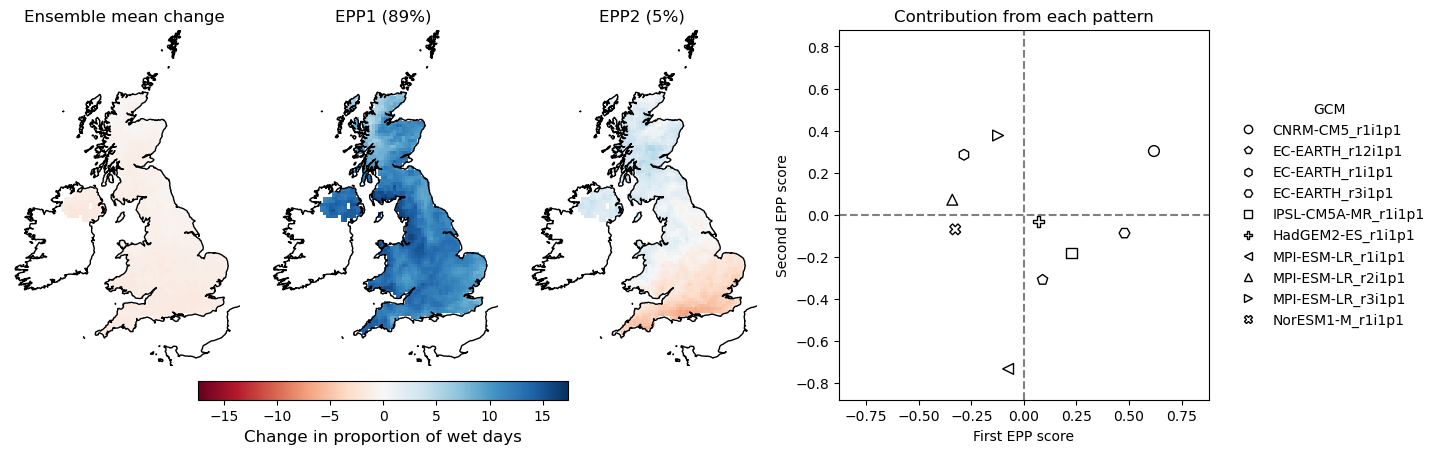 Ensemble mean change
EPP1 (89%)
EPP2 (5%)
−15 −10 −5 0 5 10 15
Change in proportion of wet days
Contribution from each pattern
Second EPP score
0.8
0.6
0.4
0.2
0.0
−0.2
−0.4
−0.6
−0.8
−0.75 −0.50 −0.25 0.00 0.25 0.50 0.75
First EPP score
GCM
CNRM-CM5_r1i1p1
EC-EARTH_r12i1p1
EC-EARTH_r1i1p1
EC-EARTH_r3i1p1
IPSL-CM5A-MR_r1i1p1
HadGEM2-ES_r1i1p1
MPI-ESM-LR_r1i1p1
MPI-ESM-LR_r2i1p1
MPI-ESM-LR_r3i1p1
NorESM1-M_r1i1p1